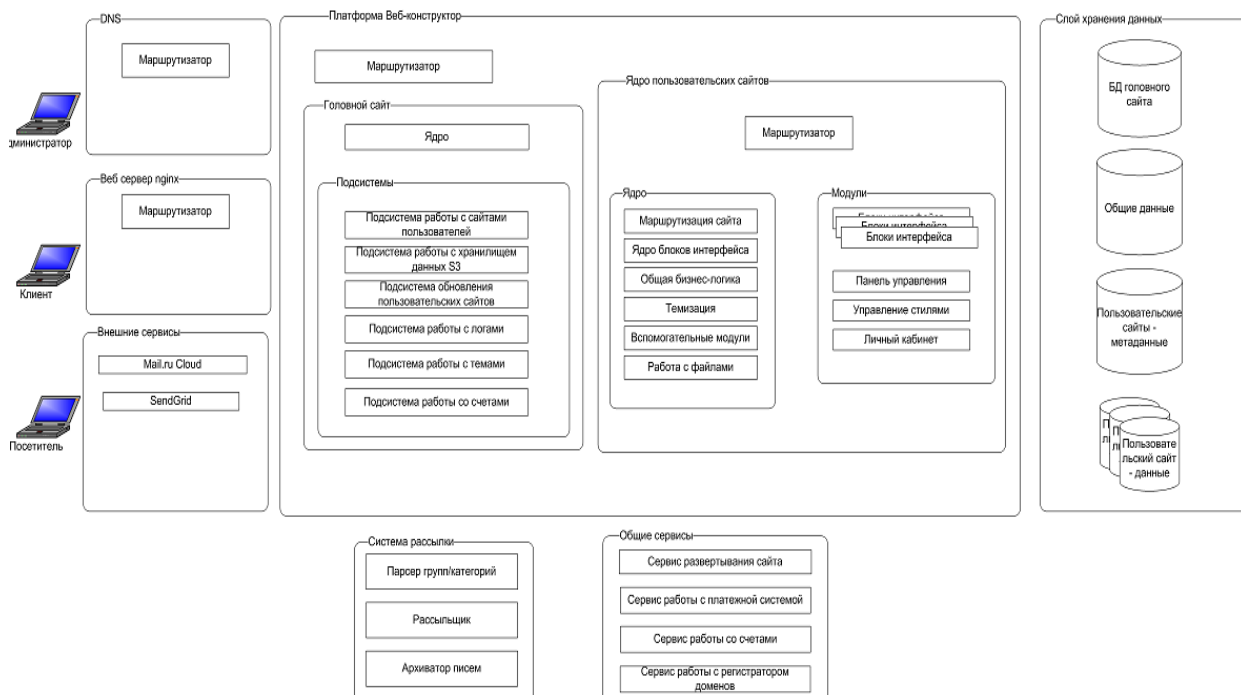 DNS
Маршрутизатор
дминистратор
Веб сервер nginx
Маршрутизатор
Клиент
Внешние сервисы
Mail.ru Cloud
SendGrid
Посетитель
Платформа Веб-конструктор
Маршрутизатор
Головной сайт
Ядро
Подсистемы
Подсистема работы с сайтами
пользователей
Подсистема работы с хранилищем
данных S3
Подсистема обновления
пользовательских сайтов
Подсистема работы с логами
Подсистема работы с темами
Подсистема работы со счетами
Ядро пользовательских сайтов
Маршрутизатор
Ядро
Маршрутизация сайта
Ядро блоков интерфейса
Общая бизнес-логика
Темизация
Вспомогательные модули
Работа с файлами
Модули
Блоки интерфейса
Блоки интерфейса
Блоки интерфейса
Панель управления
Управление стилями
Личный кабинет
Слой хранения данных
БД головного
сайта
Общие данные
Пользовательские
сайты -
метаданные
Пользовате
льский сайт
- данные
Система рассылки
Парсер групп/категорий
Рассыльщик
Архиватор писем
Общие сервисы
Сервис развертывания сайта
Сервис работы с платежной системой
Сервис работы со счетами
Сервис работы с регистратором
доменов